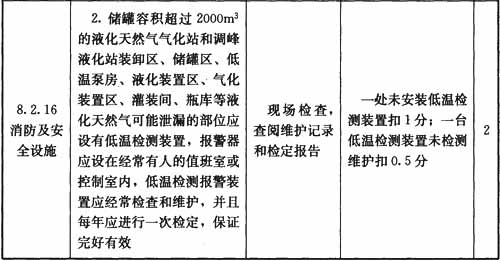 8.2.16
消防及安
全设施
2. 储罐容积超过 2000m³
的液化天然气气化站和调峰
液化站装卸区、储罐区、低
温泵房、液化装置区、气化
装置区、灌装间、瓶库等液
化天然气可能泄漏的部位应
设有低温检测装置，报警器
应设在经常有人的值班室或
控制室内，低温检测报警装
置应经常检查和维护，并且
每年应进行一次检定，保证
完好有效
现场检查，
查阅维护记录
和检定报告
一处未安装低温检
测装置扣1分；一台
低温检测装置未检测
维护扣0.5分
2